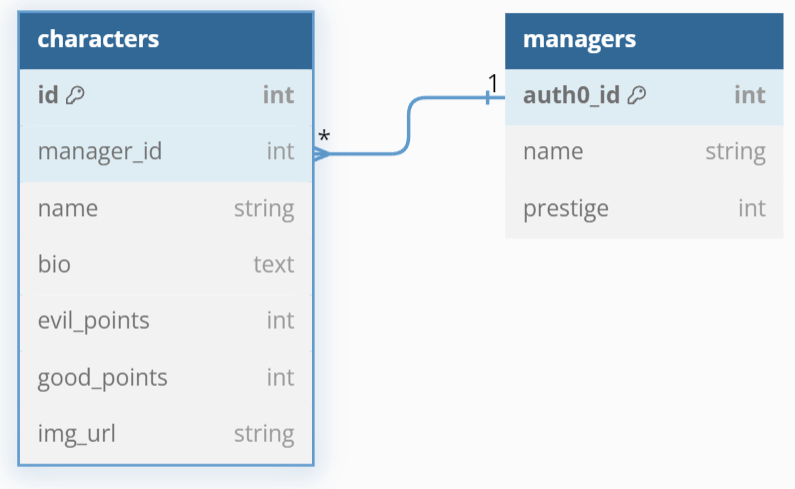 characters
id int
manager_id int
name string
bio text
evil_points int
good_points int
img_url string
*
1
managers
auth0_id int
name string
prestige int